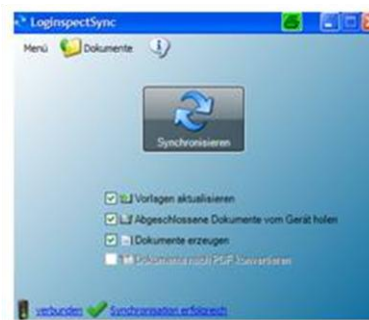 LoginspectSync
Menü Dokumente
Synchronisieren
Vorlagen aktualisieren
Abgeschlossene Dokumente vom Gerät holen
Dokumente erzeugen
Dokumente nach PDF konvertieren
verbunden Synchronisation erfolgreich